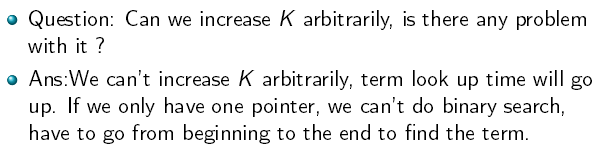 Question: Can we increase K arbitrarily, is there any problem
with it ?
Ans:We can't increase K arbitrarily, term look up time will go
up. If we only have one pointer, we can't do binary search,
have to go from beginning to the end to find the term.